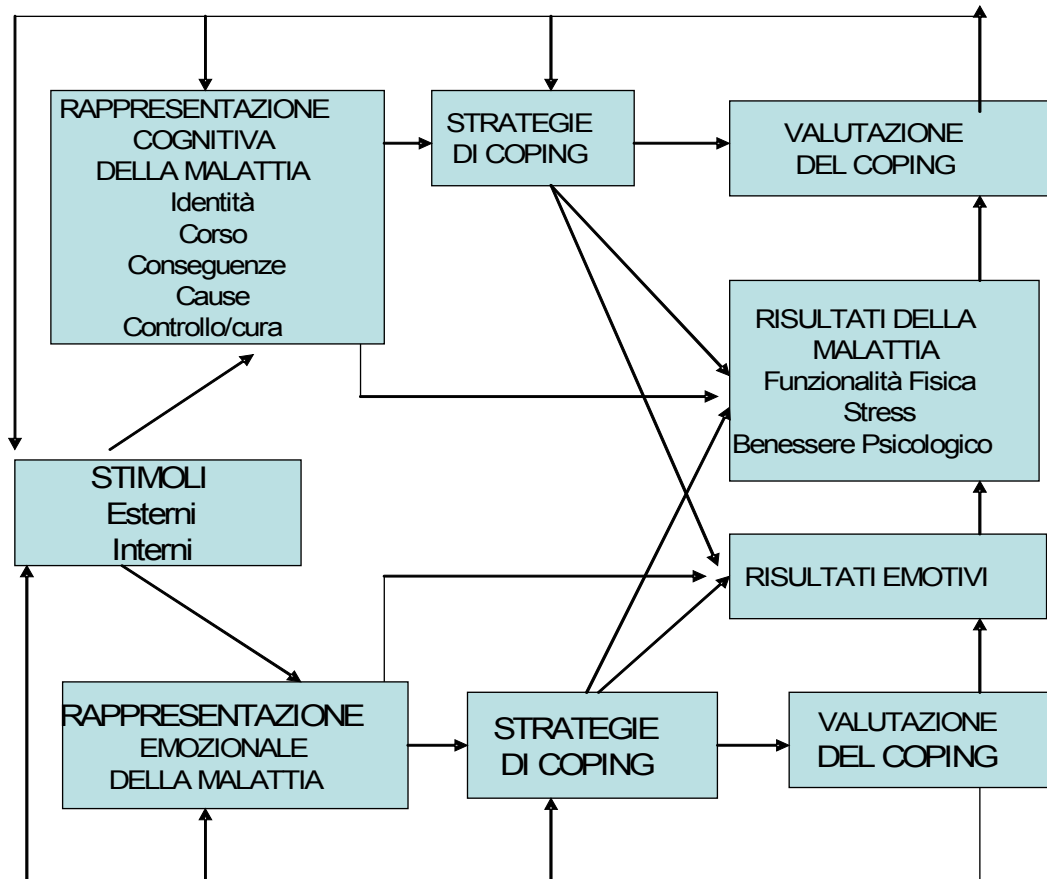 RAPPRESENTAZIONE
COGNITIVA
DELLA MALATTIA
Identità
Corso
Conseguenze
Cause
Controllo/cura
STRATEGIE
DI COPING
VALUTAZIONE
DEL COPING
RISULTATI DELLA
MALATTIA
Funzionalità Fisica
Stress
Benessere Psicologico
STIMOLI
Esterni
Interni
RISULTATI EMOTIVI
RAPPRESENTAZIONE
EMOZIONALE
DELLA MALATTIA
STRATEGIE
DI COPING
VALUTAZIONE
DEL COPING